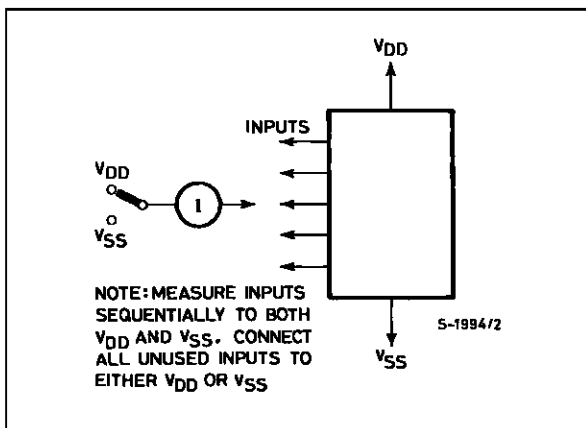 VDD
INPUTS
VDD
I
VSS
NOTE: MEASURE INPUTS
SEQUENTIALLY TO BOTH
VDD AND VSS. CONNECT
ALL UNUSED INPUTS TO
EITHER VDD OR VSS
S-1994/2
VSS